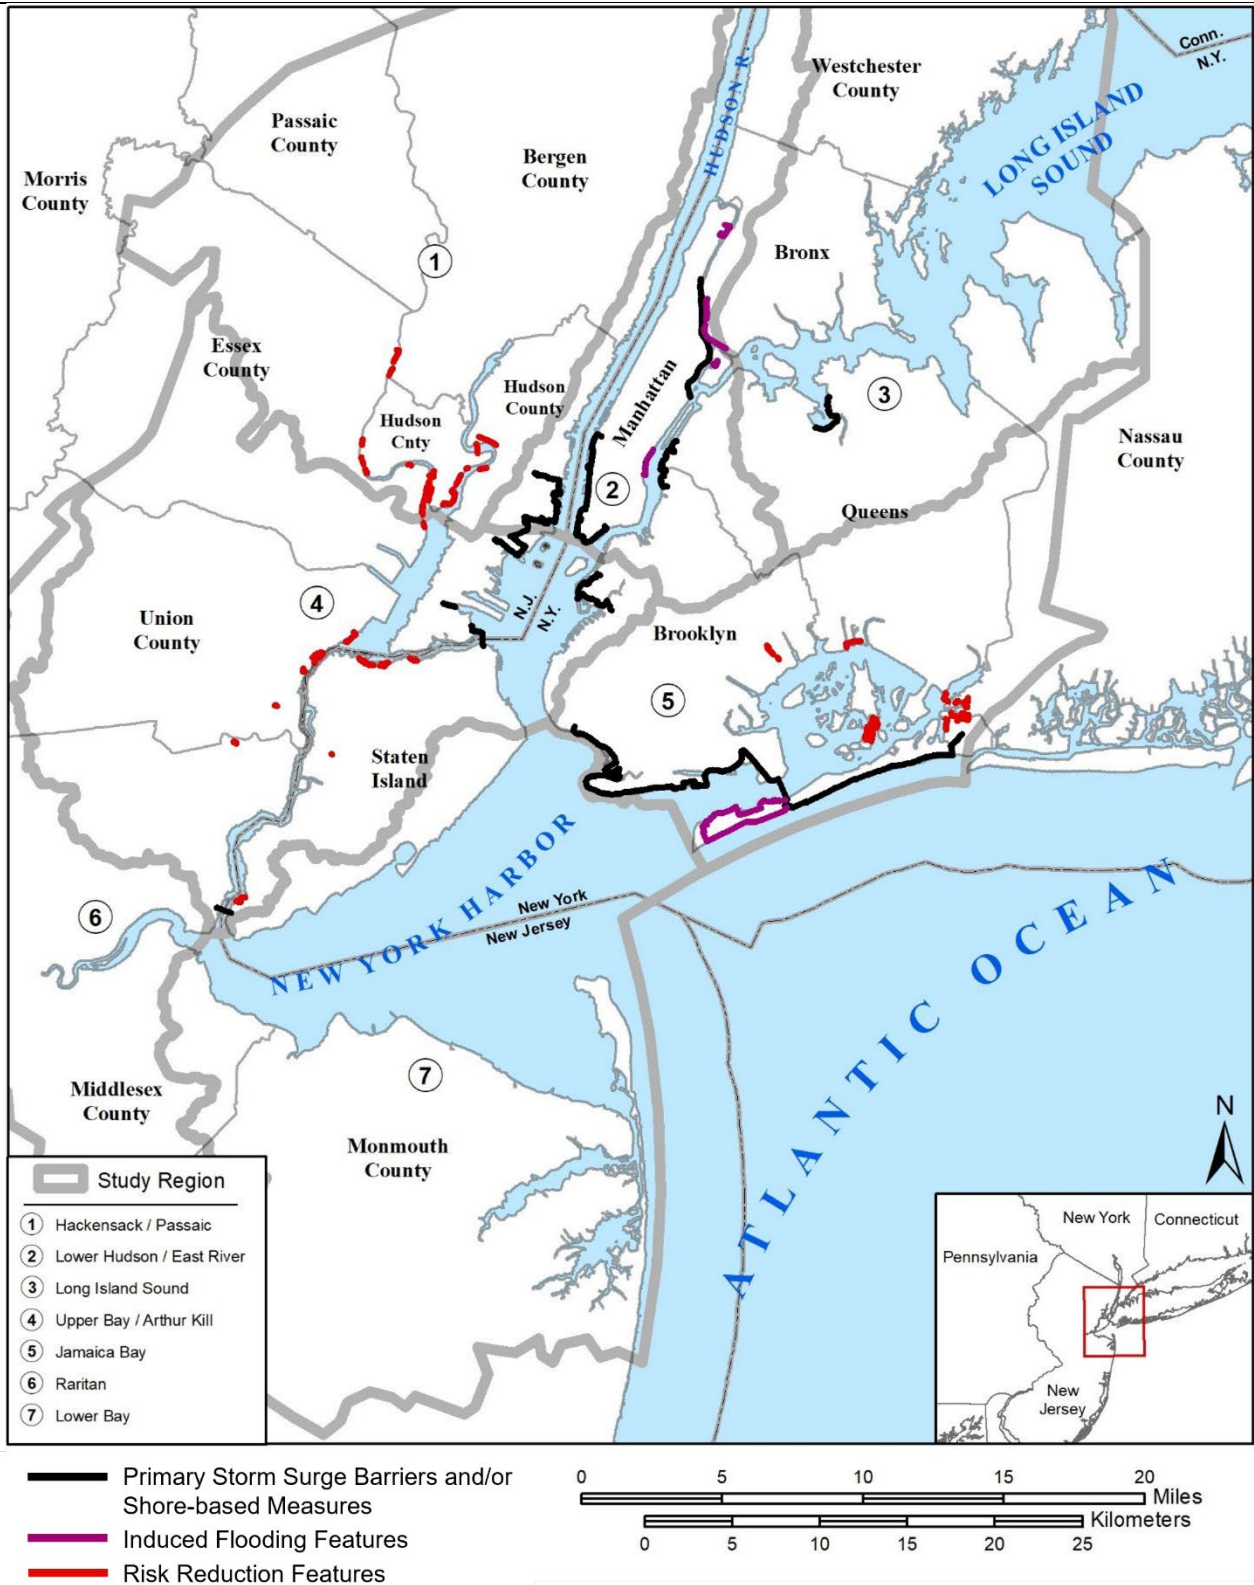 Conn.
N.Y.
Westchester
County
HUDSON R.
LONG ISLAND
SOUND
Passaic
County
Bergen
County
Morris
County
Bronx
1
Essex
County
Hudson
County
Manhattan
3
Hudson
Cnty
Nassau
County
2
Queens
N.J.
N.Y.
4
Union
County
Brooklyn
5
Staten
Island
NEW YORK HARBOR
New York
New Jersey
6
ATLANTIC OCEAN
7
Middlesex
County
Monmouth
County
N
Study Region
1 Hackensack / Passaic
2 Lower Hudson / East River
3 Long Island Sound
4 Upper Bay / Arthur Kill
5 Jamaica Bay
6 Raritan
7 Lower Bay
New York
Connecticut
Pennsylvania
New
Jersey
Primary Storm Surge Barriers and/or
Shore-based Measures
Induced Flooding Features
Risk Reduction Features
0 5 10 15 20
Miles
Kilometers
0 5 10 15 20 25